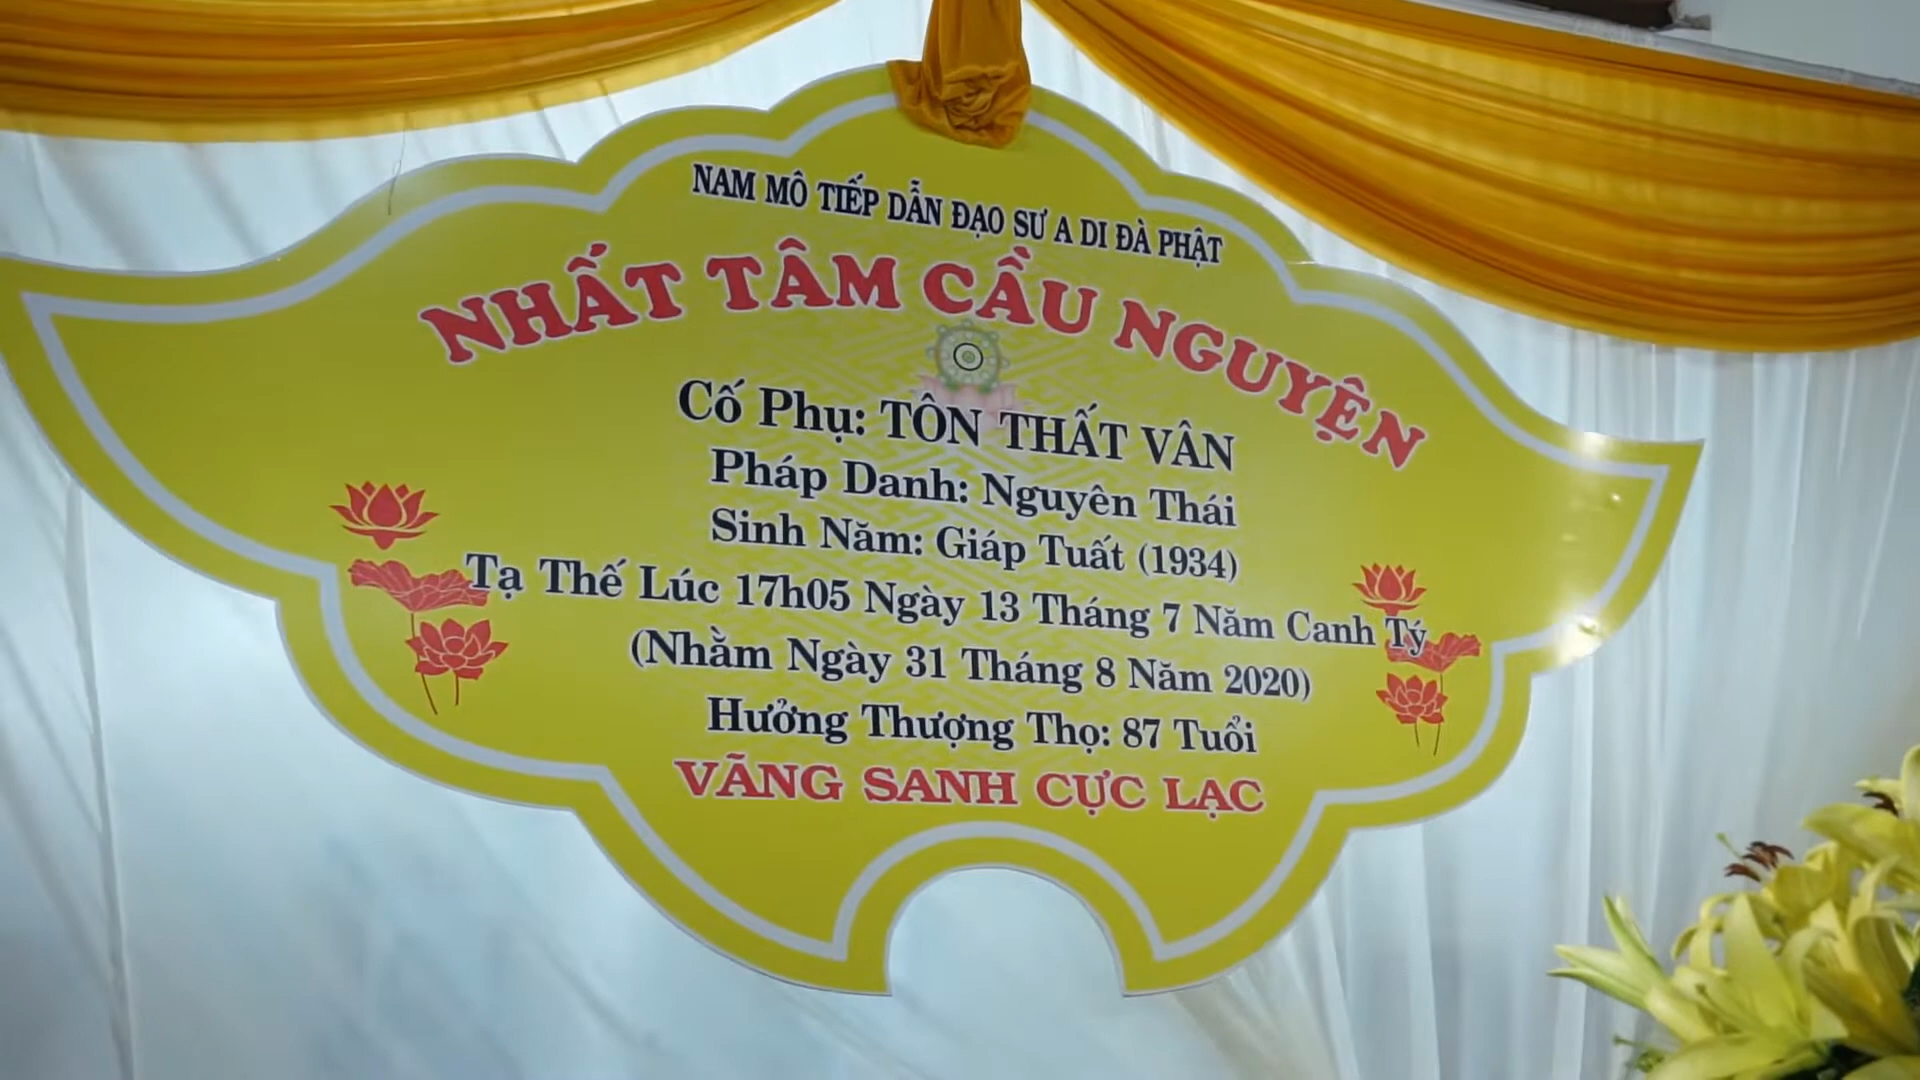 NAM MÔ TIẾP DẪN ĐẠO SƯ A DI ĐÀ PHẬT
NHẤT TÂM CẦU NGUYỆN
Cố Phụ: TÔN THẤT VÂN
Pháp Danh: Nguyên Thái
Sinh Năm: Giáp Tuất (1934)
Tạ Thế Lúc 17h05 Ngày 13 Tháng 7 Năm Canh Tý
(Nhằm Ngày 31 Tháng 8 Năm 2020)
Hưởng Thượng Thọ: 87 Tuổi
VÃNG SANH CỰC LẠC